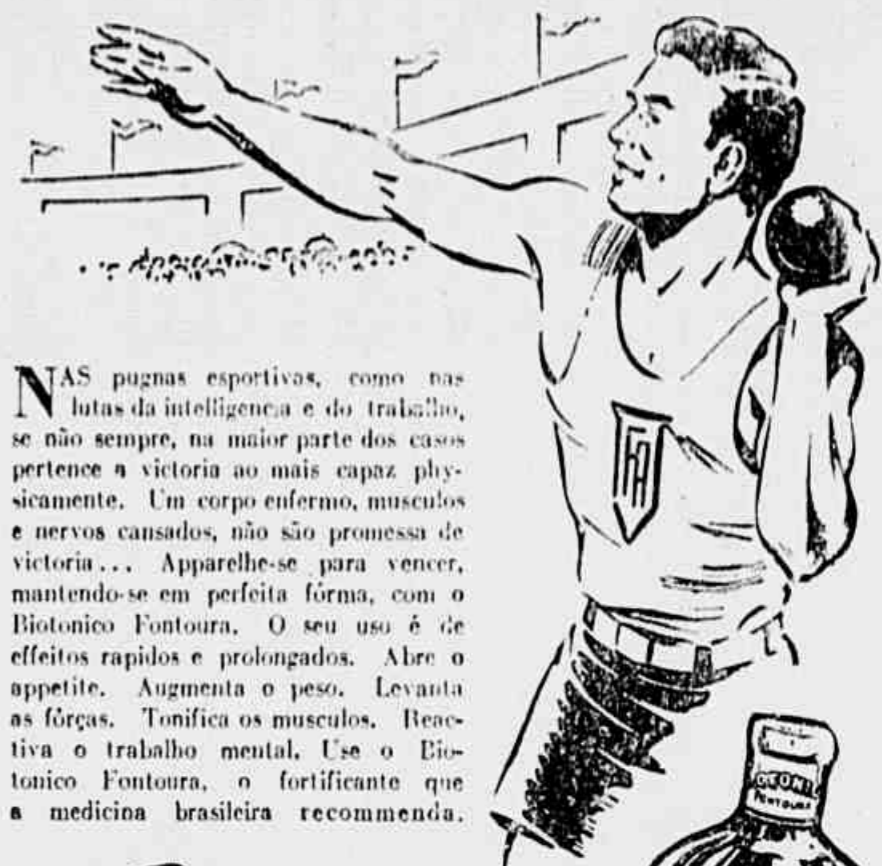 NAS pugnas esportivas, como nas
lutas da intelligencia e do trabalho,
se não sempre, na maior parte dos casos
pertence a victoria ao mais capaz phy-
sicamente. Um corpo enfermo, musculos
e nervos cansados, não são promessa de
victoria... Apparelhe-se para vencer,
mantendo-se em perfeita fórma, com o
Biotonico Fontoura. O seu uso é de
effeitos rapidos e prolongados. Abre o
appetite. Augmenta o peso. Levanta
as fôrças. Tonifica os musculos. Reac-
tiva o trabalho mental. Use o Bio-
tonico Fontoura, o fortificante que
a medicina brasileira recommenda.
FONTOURA